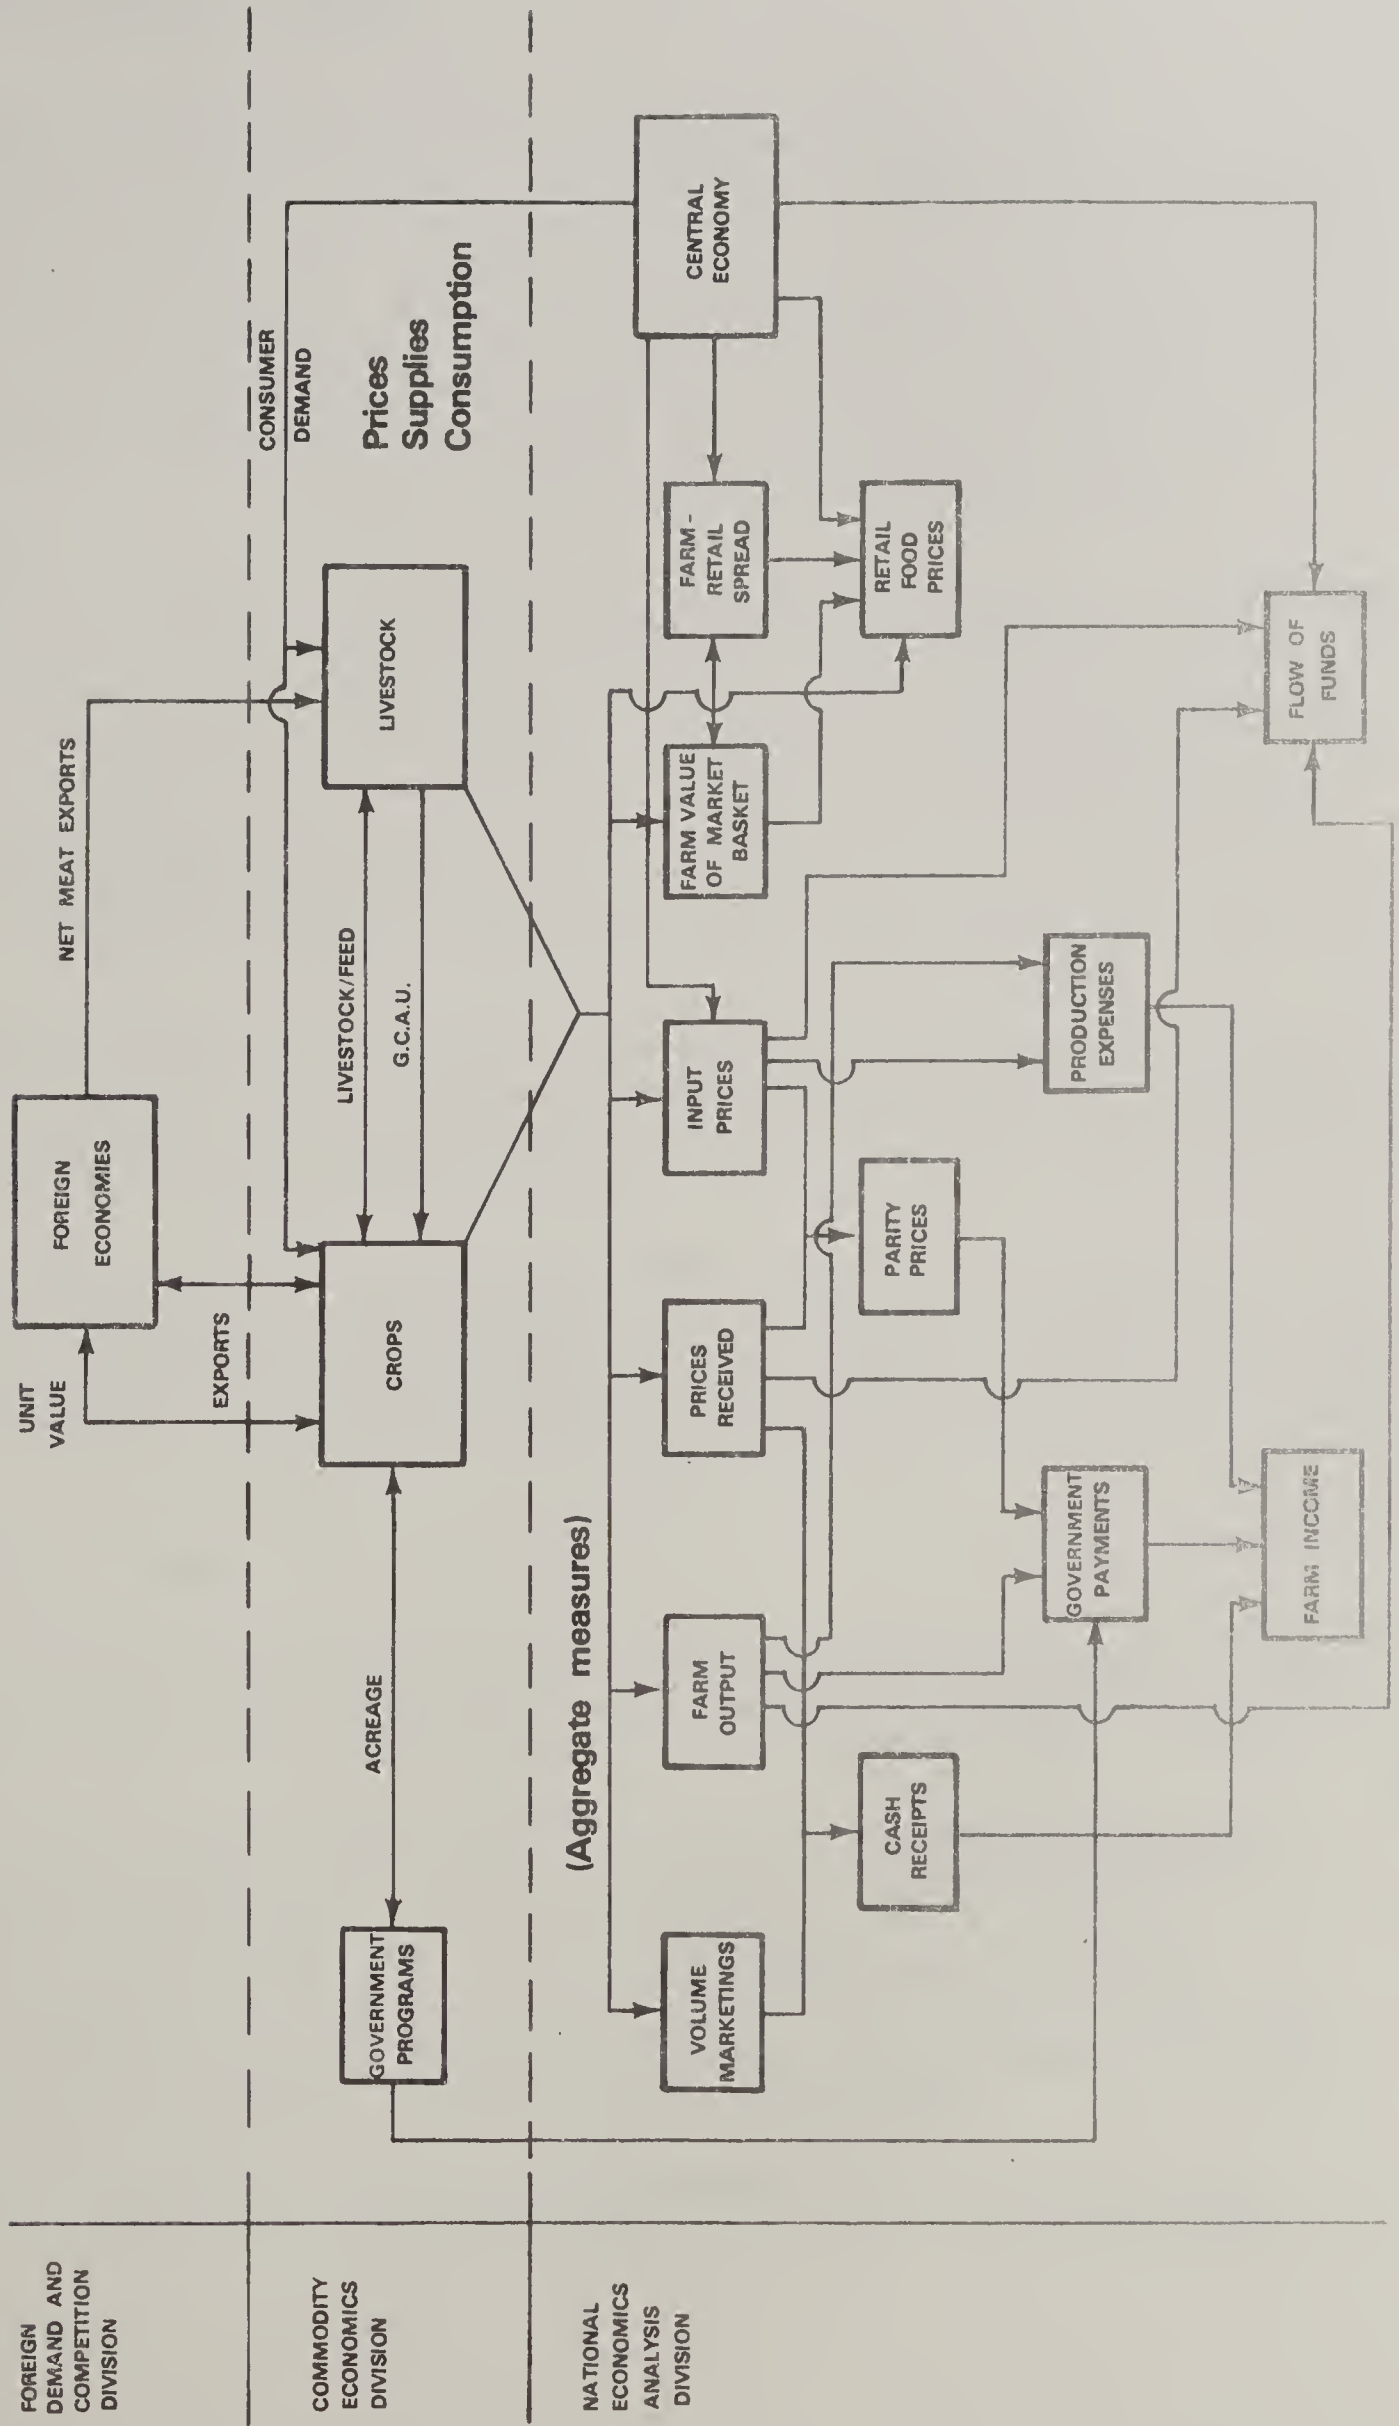 FOREIGN
DEMAND AND
COMPETITION
DIVISION
UNIT
VALUE
FOREIGN
ECONOMIES
NET MEAT EXPORTS
EXPORTS
COMMODITY
ECONOMICS
DIVISION
GOVERNMENT
PROGRAMS
ACREAGE
CROPS
LIVESTOCK/FEED
G.C.A.U.
LIVESTOCK
CONSUMER
DEMAND
Prices
Supplies
Consumption
NATIONAL
ECONOMICS
ANALYSIS
DIVISION
(Aggregate measures)
VOLUME
MARKETINGS
FARM
OUTPUT
PRICES
RECEIVED
INPUT
PRICES
FARM VALUE
OF MARKET
BASKET
FARM -
RETAIL
SPREAD
CENTRAL
ECONOMY
CASH
RECEIPTS
PARITY
PRICES
RETAIL
FOOD
PRICES
GOVERNMENT
PAYMENTS
PRODUCTION
EXPENSES
FARM INCOME
FLOW OF
FUNDS